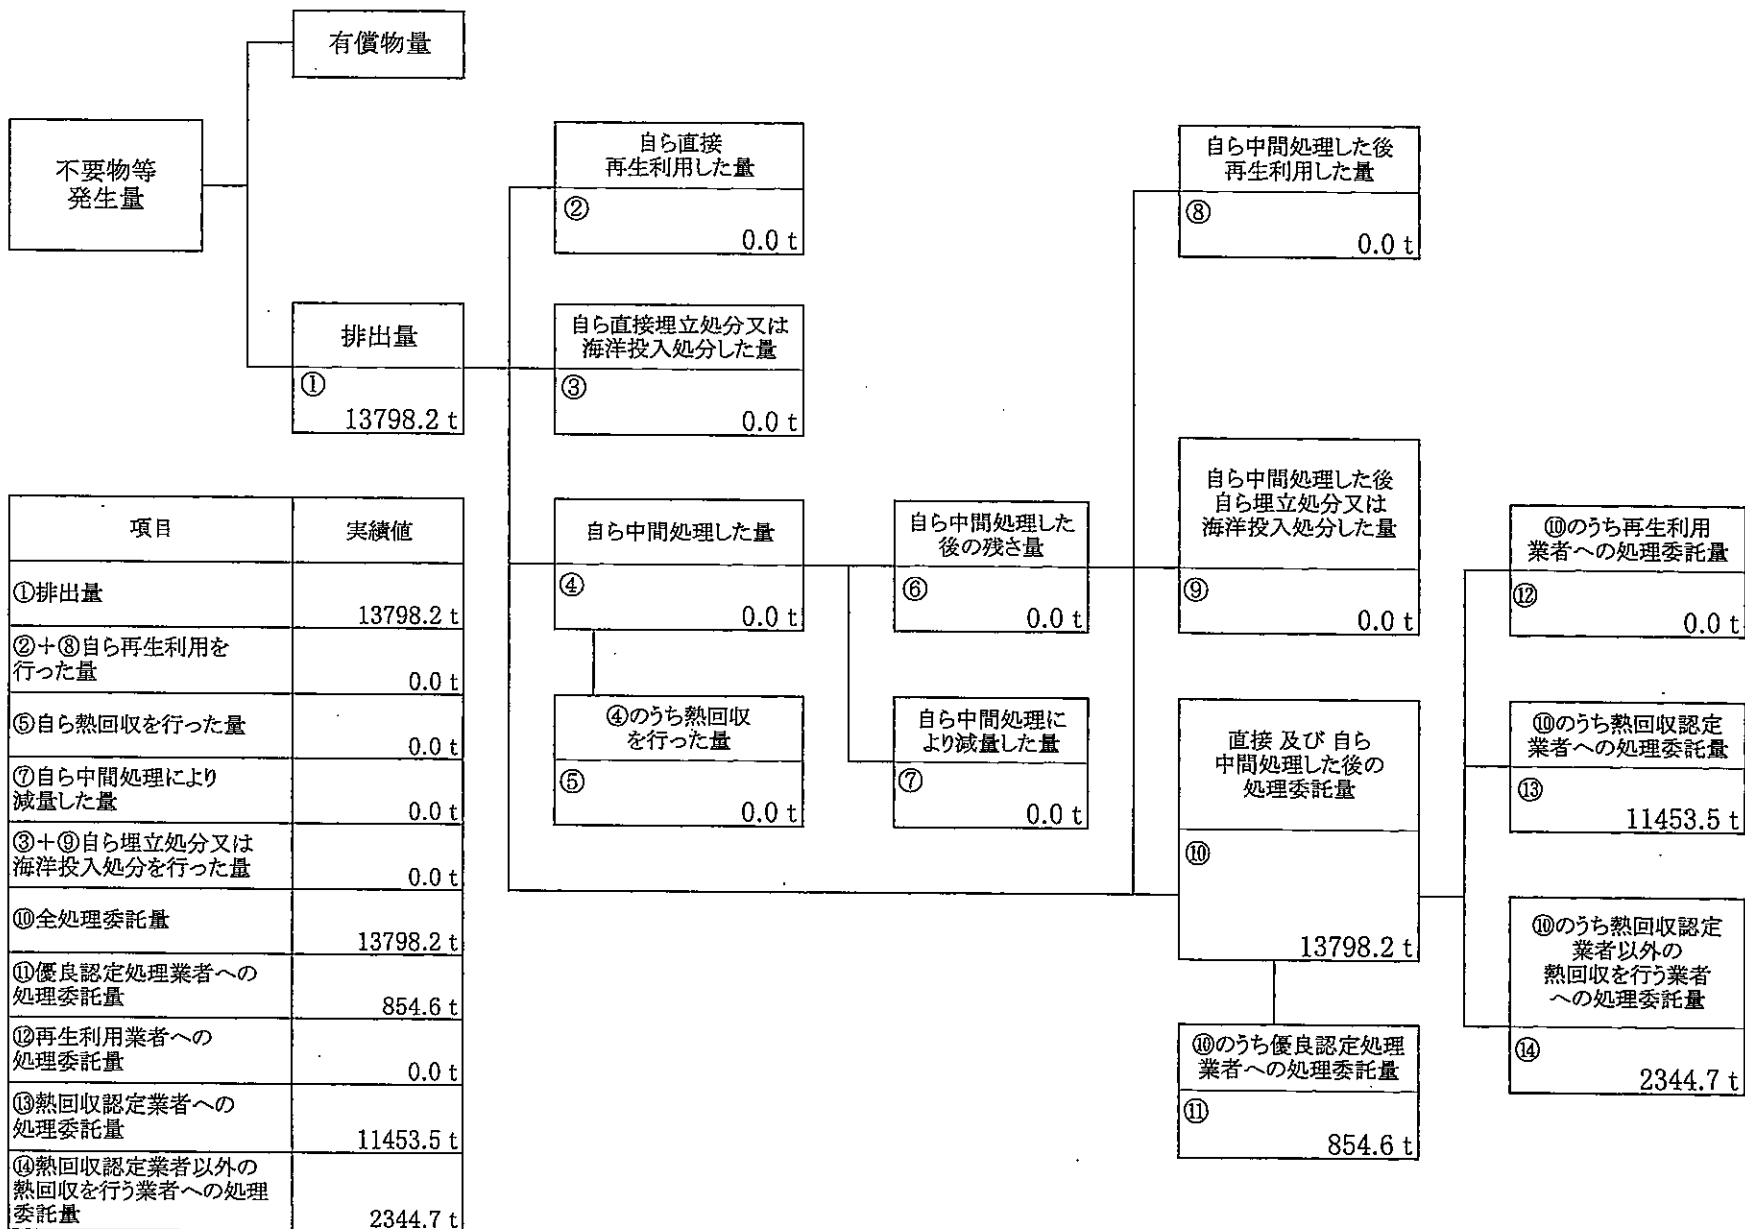 有償物量
不要物等
発生量
排出量
①
13798.2 t
自ら直接
再生利用した量
②
0.0 t
自ら直接埋立処分又は
海洋投入処分した量
③
0.0 t
自ら中間処理した量
④
0.0 t
④のうち熱回収
を行った量
⑤
0.0 t
自ら中間処理した
後の残さ量
⑥
0.0 t
自ら中間処理に
より減量した量
⑦
0.0 t
自ら中間処理した後
再生利用した量
⑧
0.0 t
自ら中間処理した後
自ら埋立処分又は
海洋投入処分した量
⑨
0.0 t
直接 及び 自ら
中間処理した後の
処理委託量
⑩
13798.2 t
⑩のうち優良認定処理
業者への処理委託量
⑪
854.6 t
⑩のうち再生利用
業者への処理委託量
⑫
0.0 t
⑩のうち熱回収認定
業者への処理委託量
⑬
11453.5 t
⑩のうち熱回収認定
業者以外の
熱回収を行う業者
への処理委託量
⑭
2344.7 t
項目 実績値
①排出量
13798.2 t
②+⑧自ら再生利用を
行った量
0.0 t
⑤自ら熱回収を行った量
0.0 t
⑦自ら中間処理により
減量した量
0.0 t
③+⑨自ら埋立処分又は
海洋投入処分を行った量
0.0 t
⑩全処理委託量
13798.2 t
⑪優良認定処理業者への
処理委託量
854.6 t
⑫再生利用業者への
処理委託量
0.0 t
⑬熱回収認定業者への
処理委託量
11453.5 t
⑭熱回収認定業者以外の
熱回収を行う業者への処理
委託量
2344.7 t